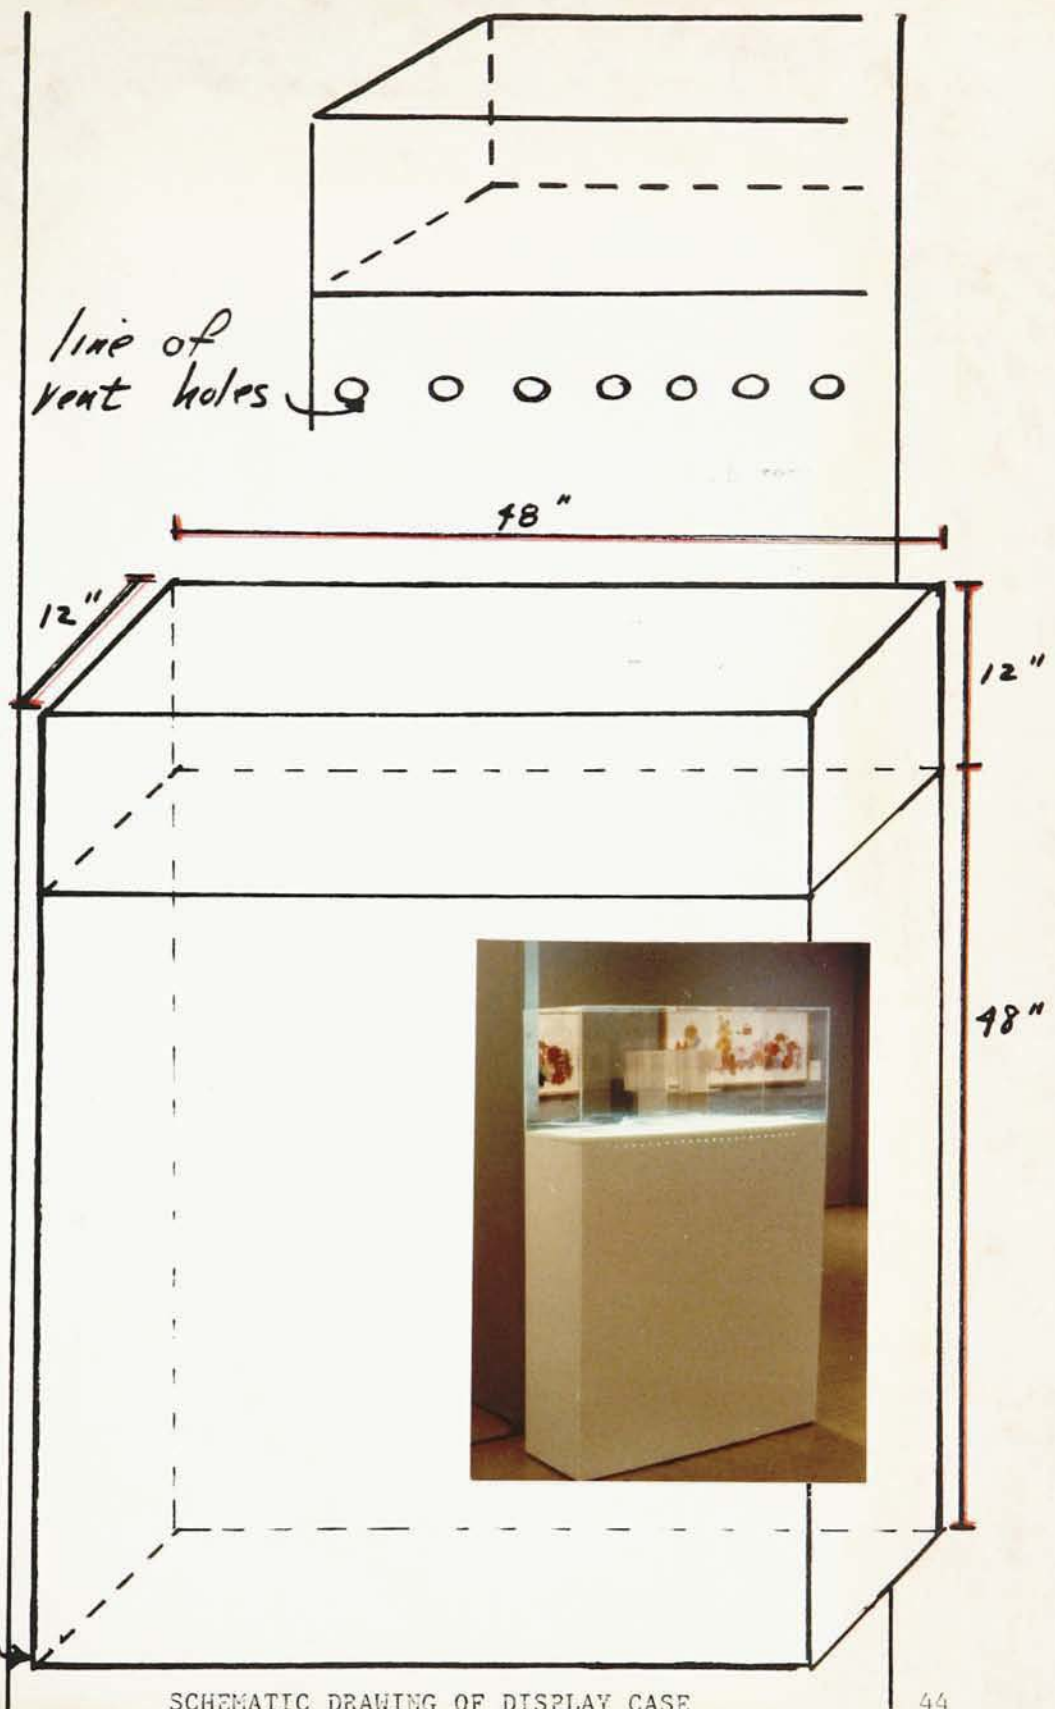 line of
vent holes
48"
12"
12"
48"
SCHEMATIC DRAWING OF DISPLAY CASE 44